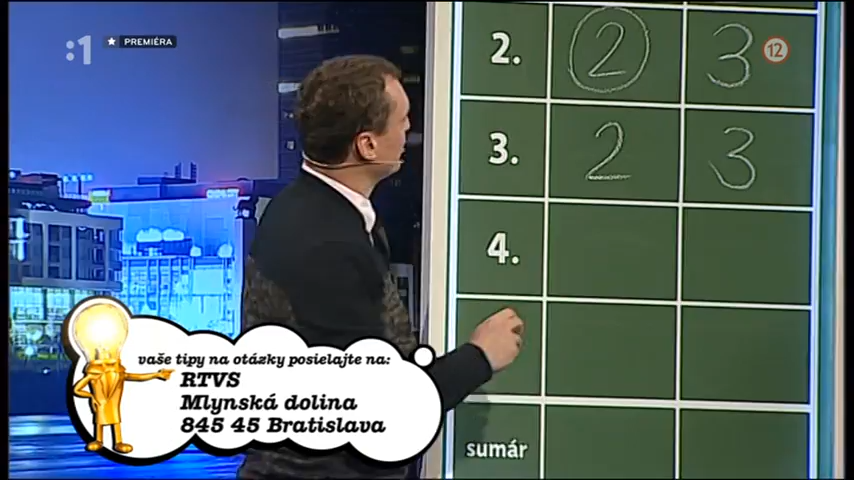 :1
PREMIÉRA
2. 2 3
12
3. 2 3
4.
vaše tipy na otázky posielajte na:
RTVS
Mlynská dolina
845 45 Bratislava
sumár